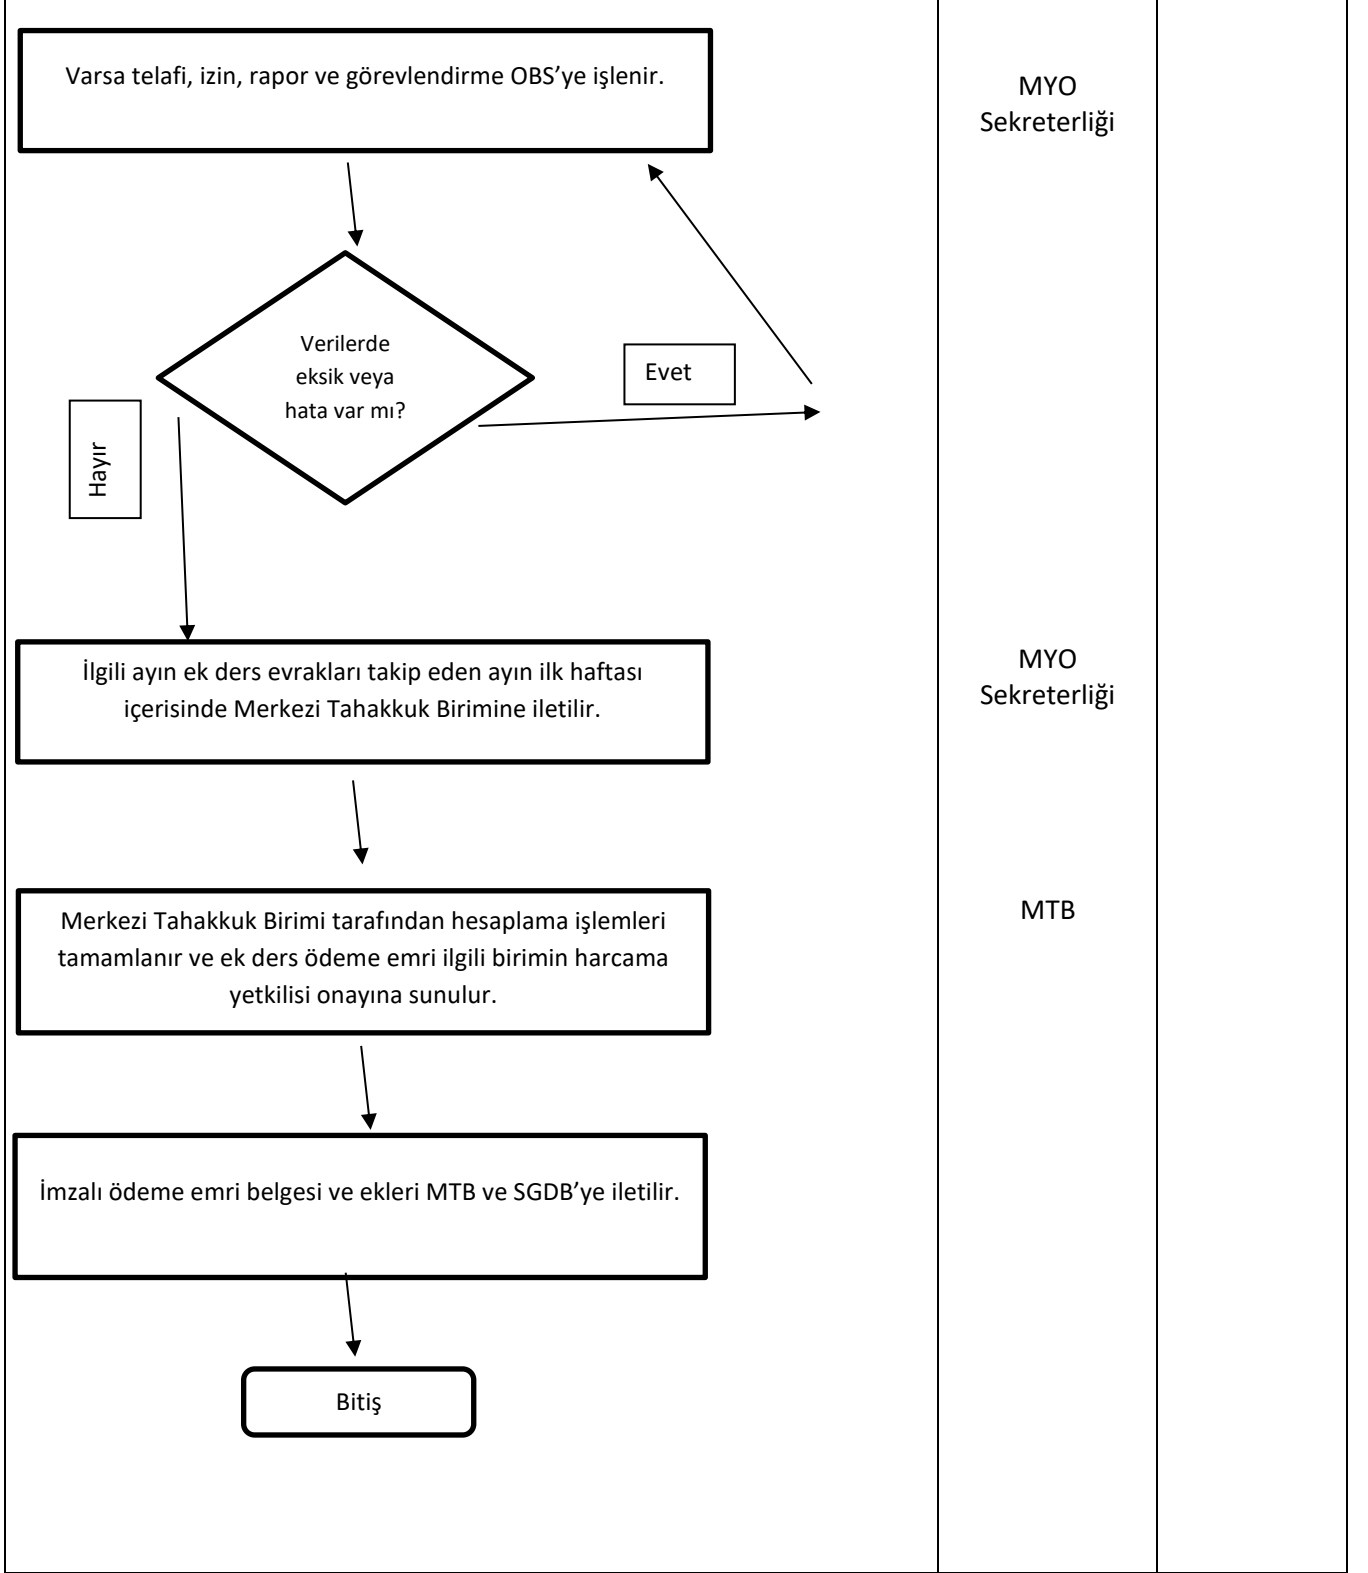 Varsa telafi, izin, rapor ve görevlendirme OBS’ye işlenir.
MYO
Sekreterliği
Verilerde
eksik veya
hata var mı?
Evet
Hayır
İlgili ayın ek ders evrakları takip eden ayın ilk haftası
içerisinde Merkezi Tahakkuk Birimine iletilir.
MYO
Sekreterliği
Merkezi Tahakkuk Birimi tarafından hesaplama işlemleri
tamamlanır ve ek ders ödeme emri ilgili birimin harcama
yetkilisi onayına sunulur.
MTB
İmzalı ödeme emri belgesi ve ekleri MTB ve SGDB’ye iletilir.
Bitiş